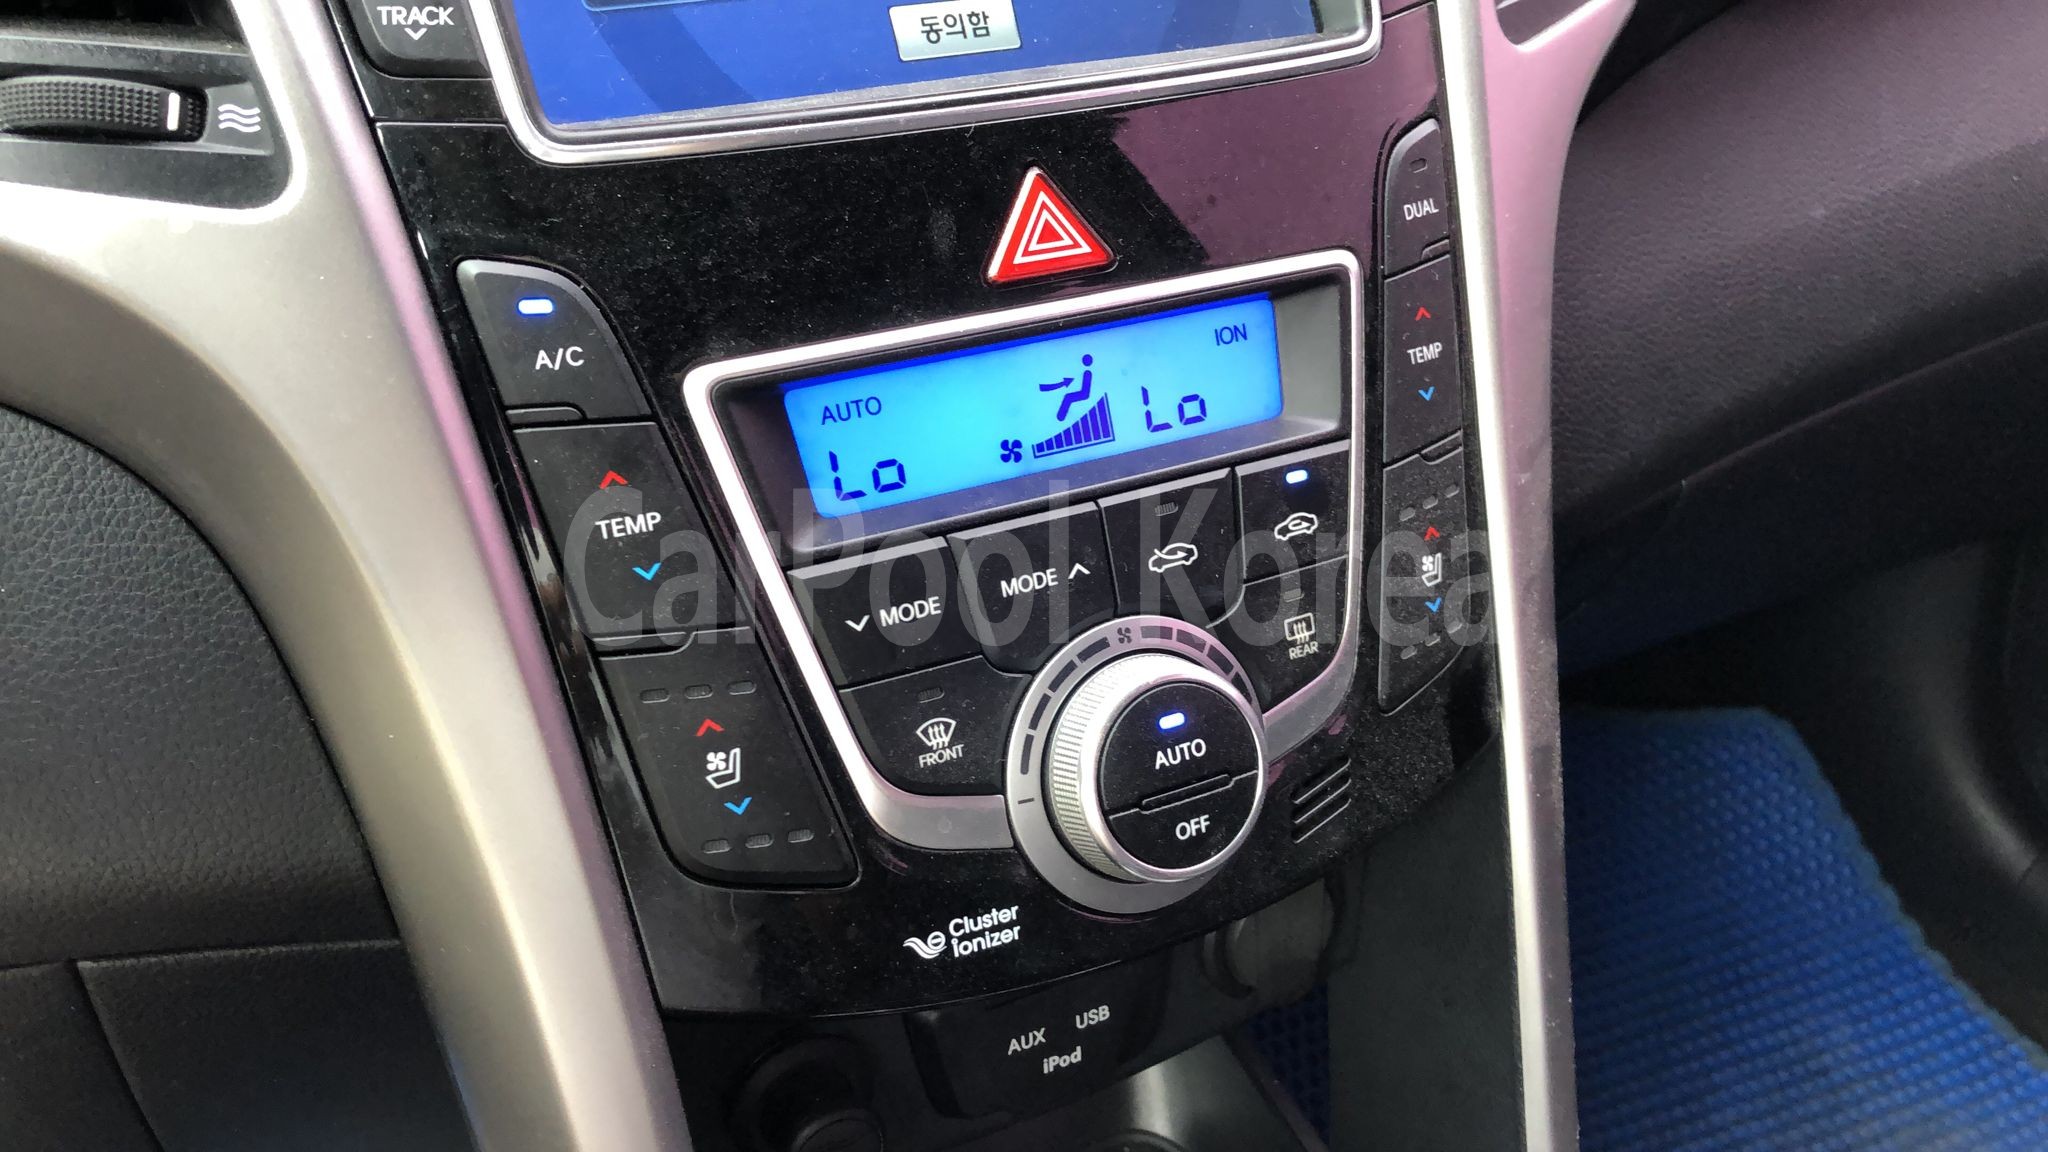 TRACK
동의함
DUAL
A/C
TEMP
AUTO
ION
Lo
Lo
TEMP
MODE
MODE
FRONT
REAR
AUTO
OFF
Cluster
ionizer
AUX USB
iPod
CarPool Korea